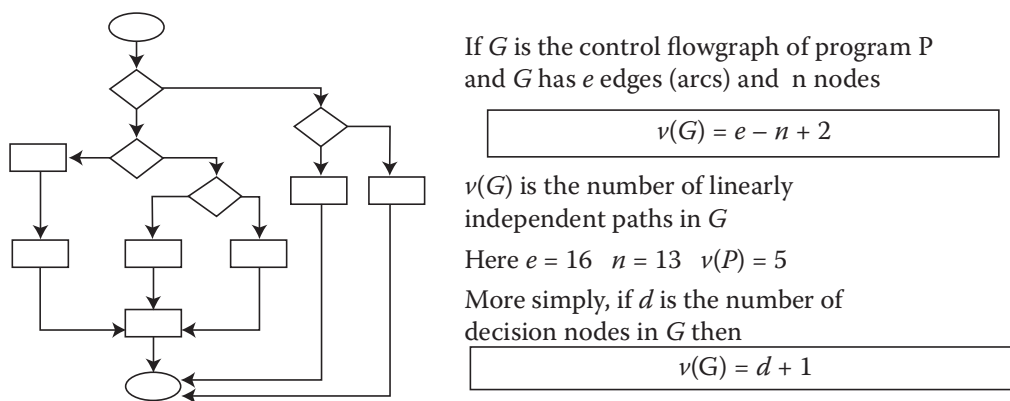 If G is the control flowgraph of program P
and G has e edges (arcs) and n nodes
v(G) = e – n + 2
v(G) is the number of linearly
independent paths in G
Here e = 16 n = 13 v(P) = 5
More simply, if d is the number of
decision nodes in G then
v(G) = d + 1